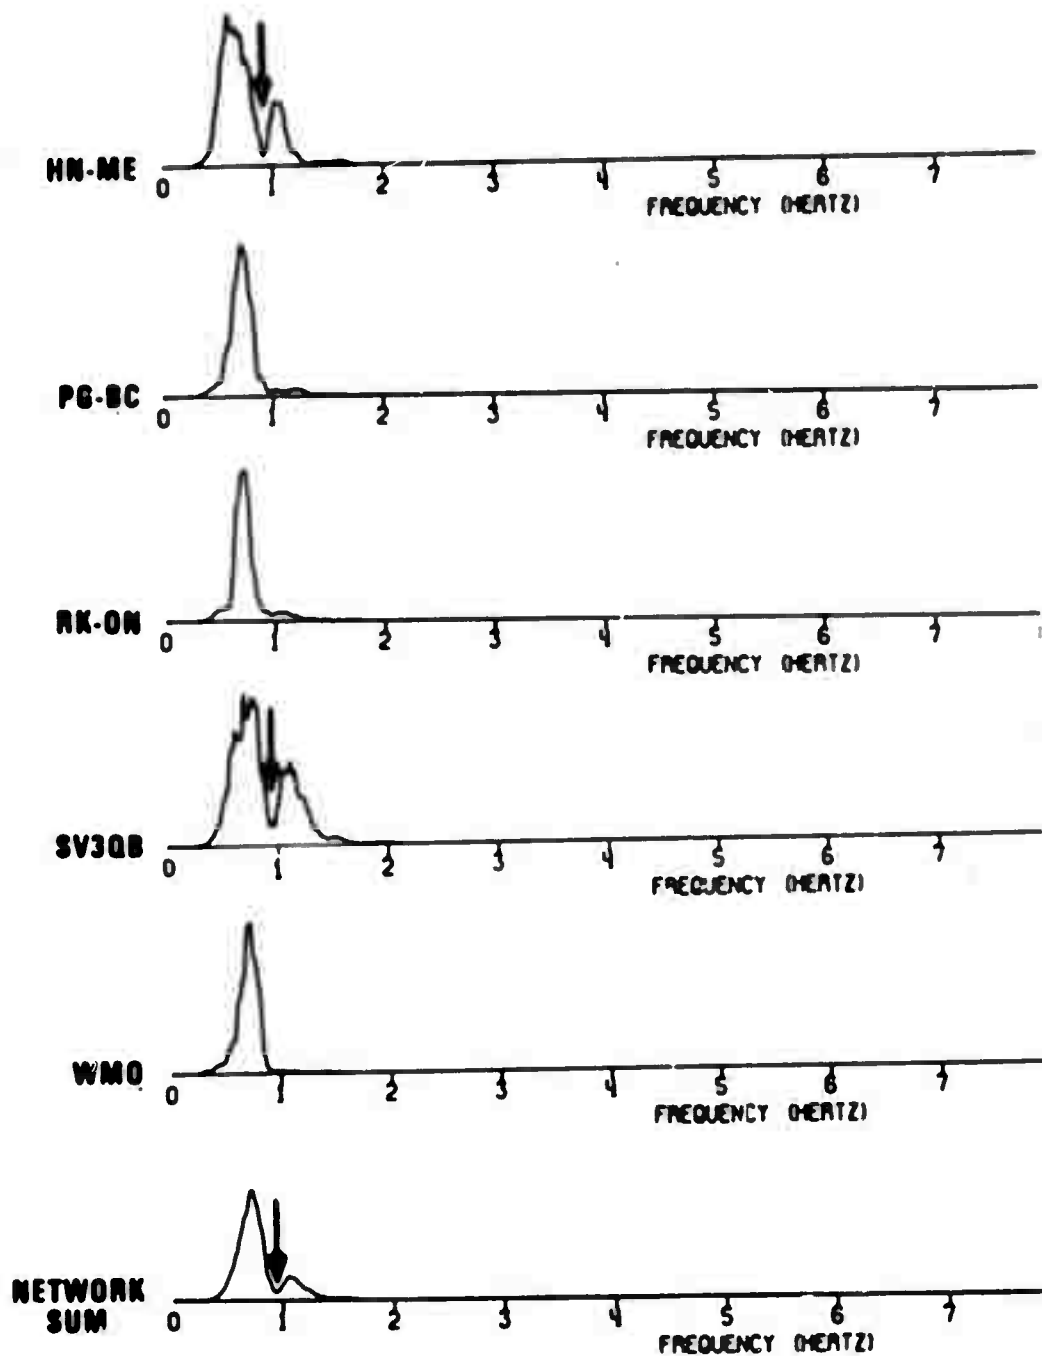 HN-ME
0 1 2 3 4 5 6 7
FREQUENCY (HERTZ)
PG-BC
0 1 2 3 4 5 6 7
FREQUENCY (HERTZ)
RK-ON
0 1 2 3 4 5 6 7
FREQUENCY (HERTZ)
SV3QB
0 1 2 3 4 5 6 7
FREQUENCY (HERTZ)
WMO
0 1 2 3 4 5 6 7
FREQUENCY (HERTZ)
NETWORK
SUM
0 1 2 3 4 5 6 7
FREQUENCY (HERTZ)